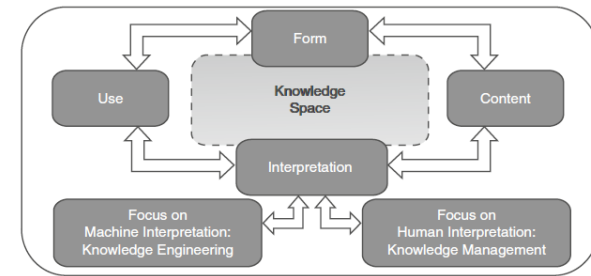 Form
Knowledge
Space
Use
Content
Interpretation
Focus on
Machine Interpretation:
Knowledge Engineering
Focus on
Human Interpretation:
Knowledge Management